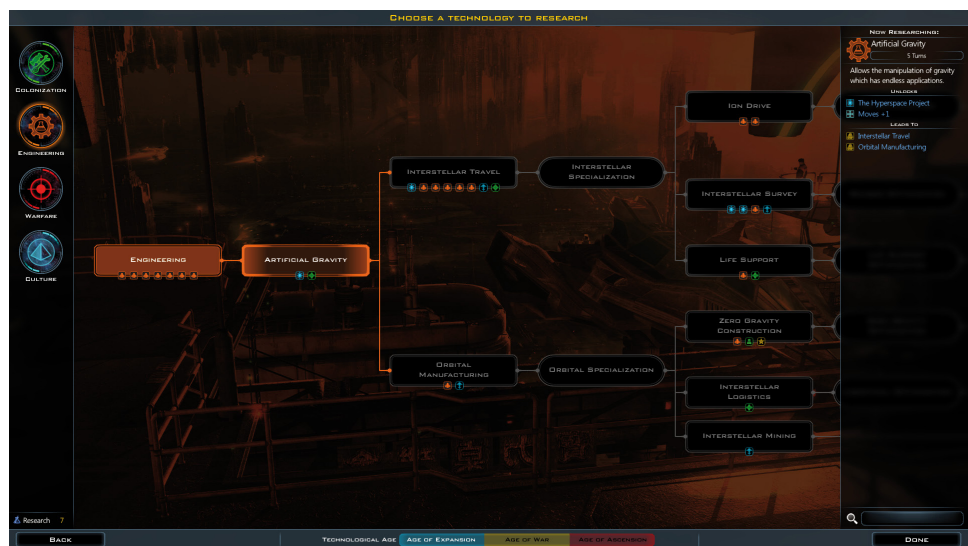 Choose a technology to research
Colonization
Engineering
Warfare
Culture
Engineering
Artificial Gravity
Interstellar Travel
Orbital
Manufacturing
Interstellar
Specialization
Orbital Specialization
Ion Drive
Interstellar Survey
Life Support
Zero Gravity
Construction
Interstellar
Logistics
Interstellar Mining
Now Researching:
Artificial Gravity
5 Turns
Allows the manipulation of gravity
which has endless applications.
Unlocks
The Hyperspace Project
Moves +1
Leads To
Interstellar Travel
Orbital Manufacturing
Research 7
Back
Technological Age
Age of Expansion
Age of War
Age of Ascension
Done